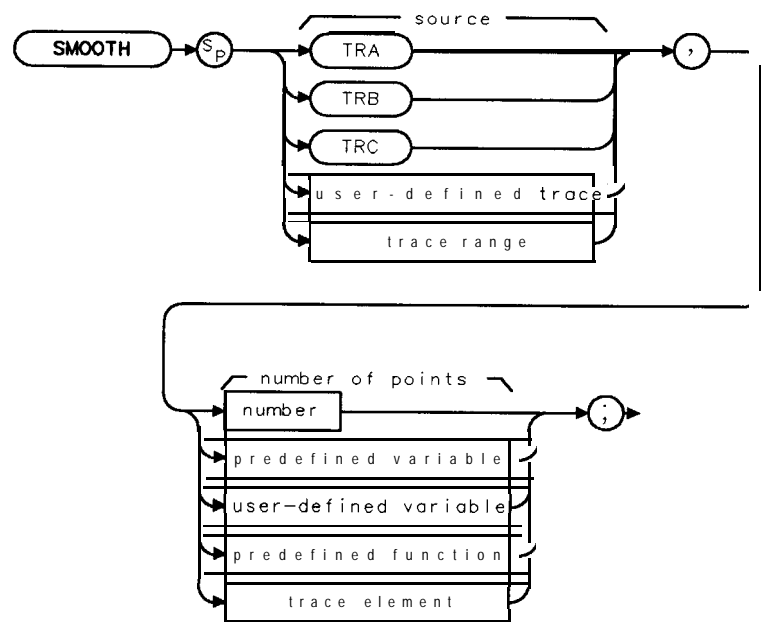 source
SMOOTH Sp TRA ,
TRB
TRC
user-defined trace
trace range
number of points
number ;
predefined variable
user-defined variable
predefined function
trace element